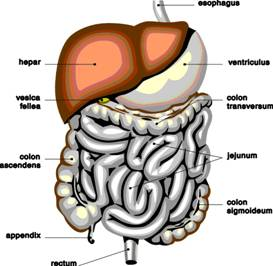 esophagus
hepar
ventriculus
vesica
fellea
colon
transversum
colon
ascendens
jejunum
colon
sigmoideum
appendix
rectum